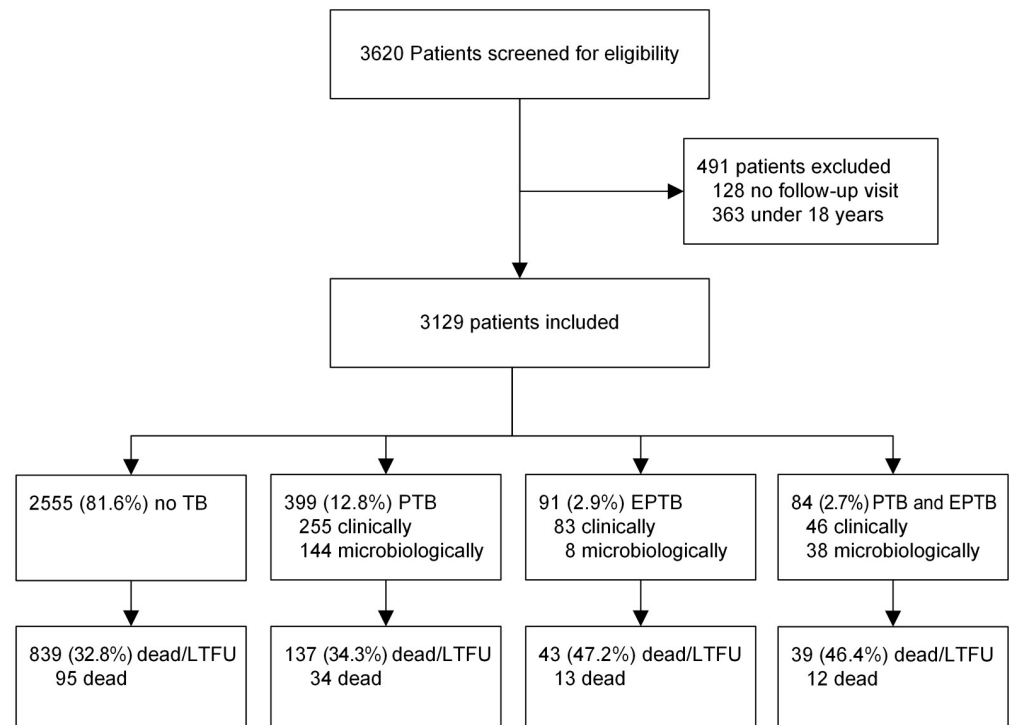 3620 Patients screened for eligibility
491 patients excluded
128 no follow-up visit
363 under 18 years
3129 patients included
2555 (81.6%) no TB
399 (12.8%) PTB
255 clinically
144 microbiologically
91 (2.9%) EPTB
83 clinically
8 microbiologically
84 (2.7%) PTB and EPTB
46 clinically
38 microbiologically
839 (32.8%) dead/LTFU
95 dead
137 (34.3%) dead/LTFU
34 dead
43 (47.2%) dead/LTFU
13 dead
39 (46.4%) dead/LTFU
12 dead